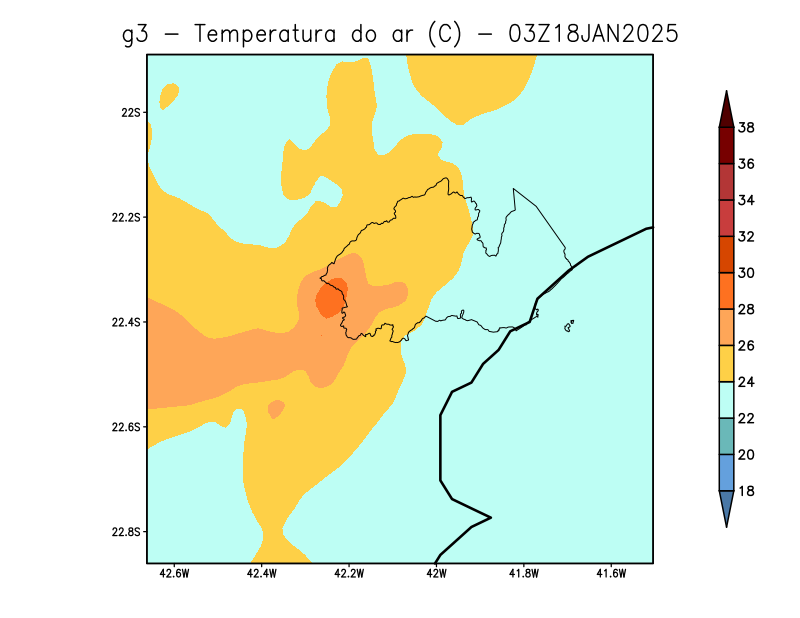 g3 - Temperatura do ar (C) - 03Z18JAN2025
22S
22.2S
22.4S
22.6S
22.8S
42.6W
42.4W
42.2W
42W
41.8W
41.6W
38
36
34
32
30
28
26
24
22
20
18